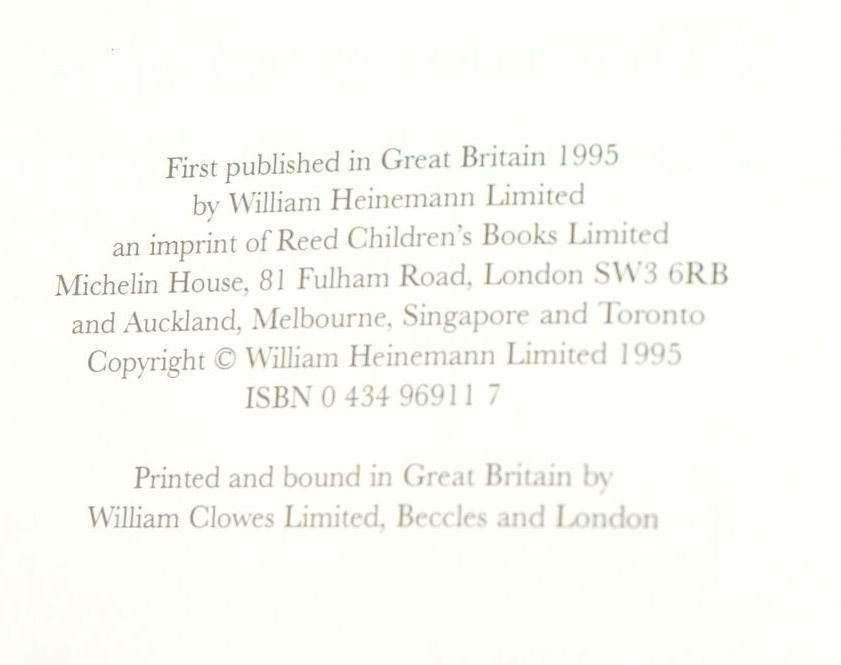 First published in Great Britain 1995
by William Heinemann Limited
an imprint of Reed Children's Books Limited
Michelin House, 81 Fulham Road, London SW3 6RB
and Auckland, Melbourne, Singapore and Toronto
Copyright © William Heinemann Limited 1995
ISBN 0 434 96911 7
Printed and bound in Great Britain by
William Clowes Limited, Beccles and London